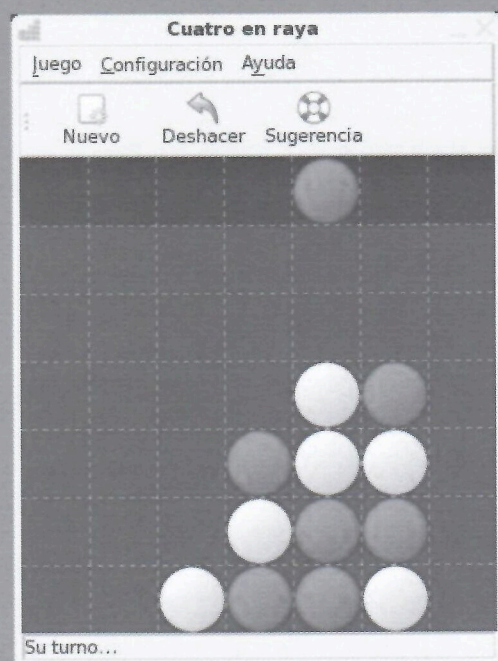 Cuatro en raya
Juego Configuración Ayuda
Nuevo Deshacer Sugerencia
Su turno...